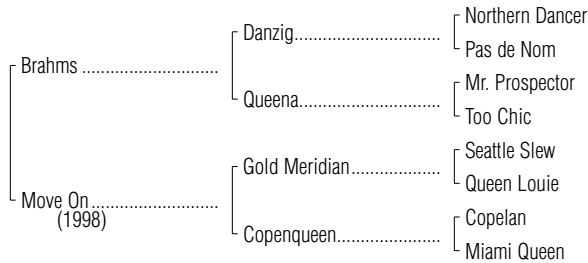 Northern Dancer
Danzig
Pas de Nom
Brahms
Mr. Prospector
Queena
Too Chic
Seattle Slew
Gold Meridian
Queen Louie
Move On
(1998)
Copelan
Copenqueen
Miami Queen